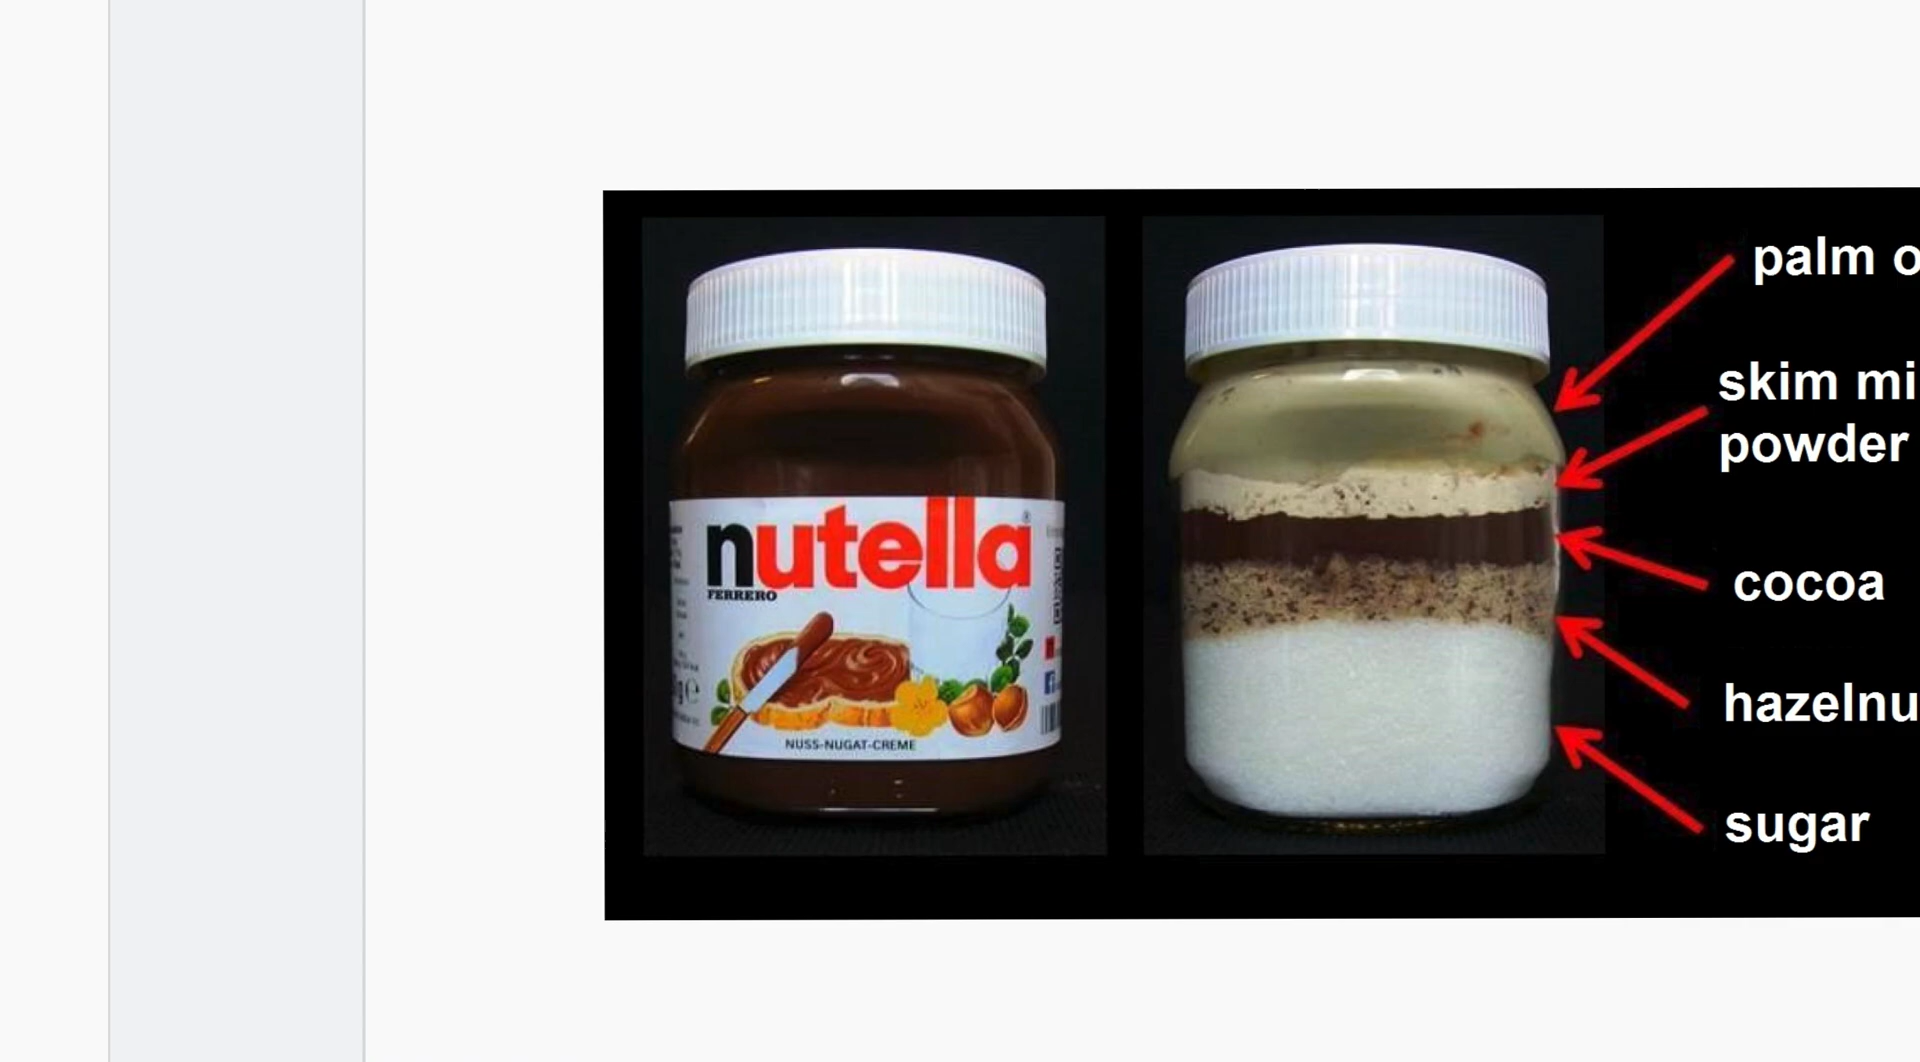 nutella
FERRERO
NUSS-NUGAT-CREME
palm o
skim mi
powder
cocoa
hazelnu
sugar